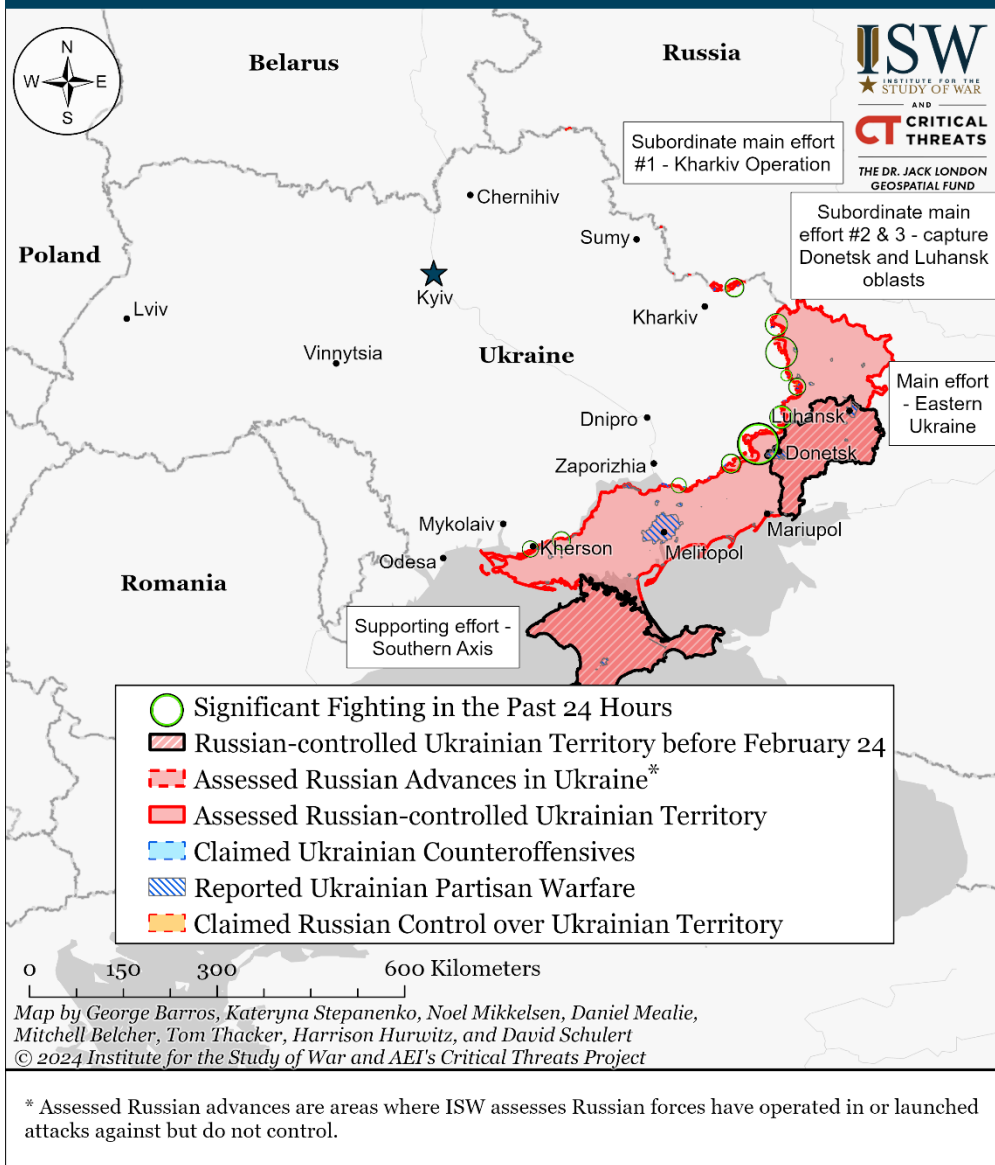 N
W
E
S
Belarus
Russia
ISW
INSTITUTE FOR THE
STUDY OF WAR
AND
CT CRITICAL
THREATS
THE DR. JACK LONDON
GEOSPATIAL FUND
Subordinate main effort
#1 - Kharkiv Operation
Chernihiv
Subordinate main
effort #2 & 3 - capture
Donetsk and Luhansk
oblasts
Sumy
Poland
Kyiv
Lviv
Kharkiv
Vinnytsia
Ukraine
Main effort
- Eastern
Ukraine
Dnipro
Luhansk
Donetsk
Zaporizhia
Mykolaiv
Mariupol
Kherson
Melitopol
Odesa
Romania
Supporting effort -
Southern Axis
Significant Fighting in the Past 24 Hours
Russian-controlled Ukrainian Territory before February 24
Assessed Russian Advances in Ukraine*
Assessed Russian-controlled Ukrainian Territory
Claimed Ukrainian Counteroffensives
Reported Ukrainian Partisan Warfare
Claimed Russian Control over Ukrainian Territory
0 150 300 600 Kilometers
Map by George Barros, Kateryna Stepanenko, Noel Mikkelsen, Daniel Mealie,
Mitchell Belcher, Tom Thacker, Harrison Hurwitz, and David Schulert
© 2024 Institute for the Study of War and AEI's Critical Threats Project
* Assessed Russian advances are areas where ISW assesses Russian forces have operated in or launched
attacks against but do not control.